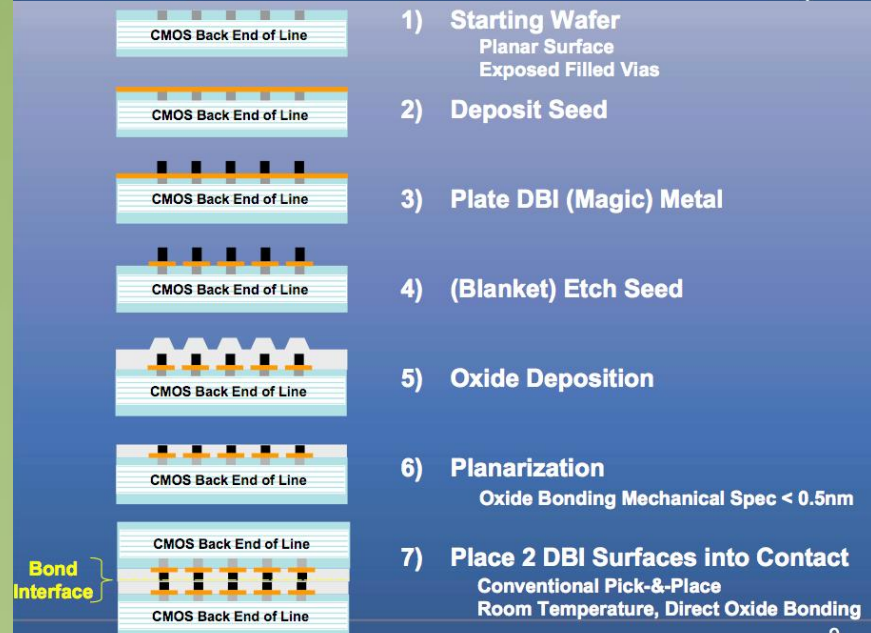 CMOS Back End of Line
1) Starting Wafer
Planar Surface
Exposed Filled Vias
CMOS Back End of Line
2) Deposit Seed
CMOS Back End of Line
3) Plate DBI (Magic) Metal
CMOS Back End of Line
4) (Blanket) Etch Seed
CMOS Back End of Line
5) Oxide Deposition
CMOS Back End of Line
6) Planarization
Oxide Bonding Mechanical Spec < 0.5nm
CMOS Back End of Line
7) Place 2 DBI Surfaces into Contact
Bond
Interface
Conventional Pick-&-Place
Room Temperature, Direct Oxide Bonding
CMOS Back End of Line